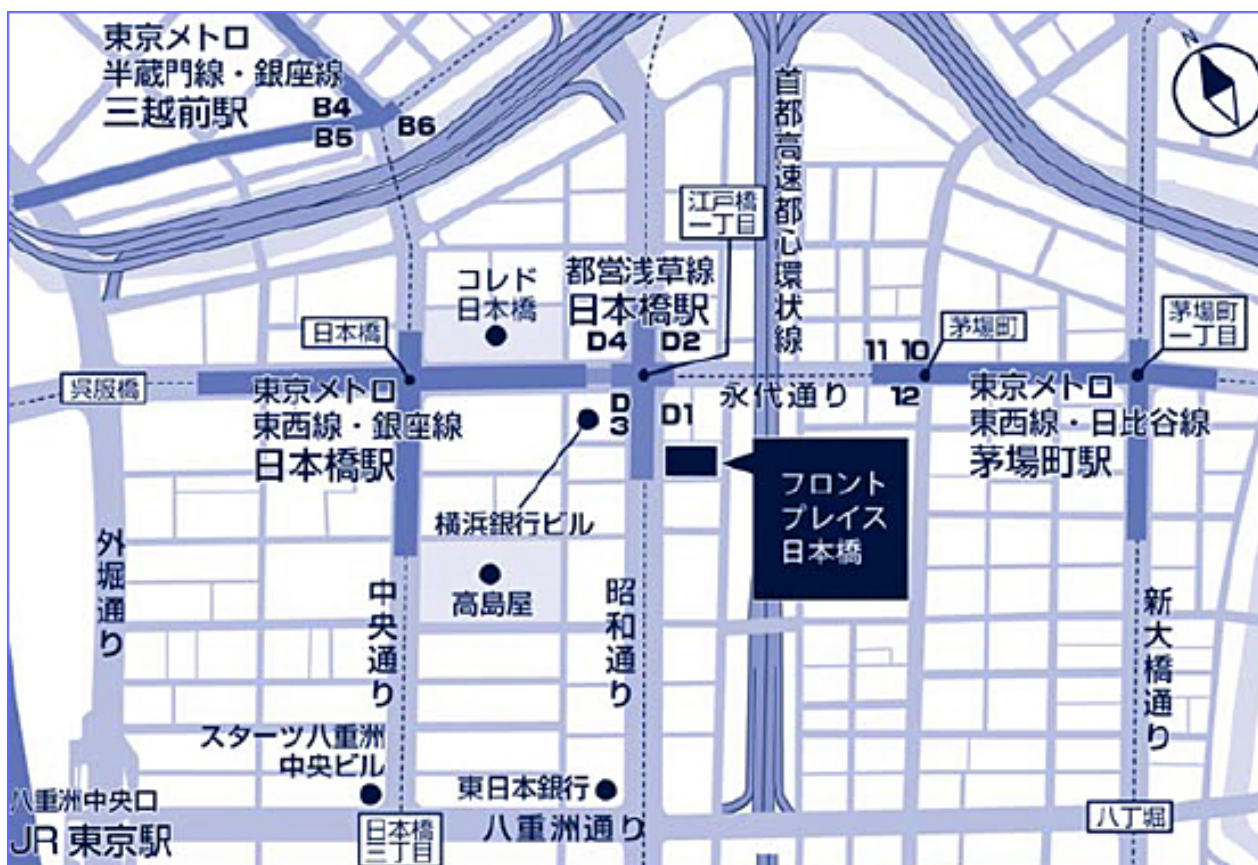 東京メトロ
半蔵門線・銀座線
三越前駅
B4
B5
B6
N
首都高速都心環状線
江戸橋
一丁目
コレド
日本橋
都営浅草線
日本橋駅
D4
D2
日本橋
茅場町
茅場町
一丁目
11 10
12
呉服橋
東京メトロ
東西線・銀座線
日本橋駅
D
3
D1
永代通り
東京メトロ
東西線・日比谷線
茅場町駅
フロント
プレイス
日本橋
横浜銀行ビル
高島屋
外堀通り
中央通り
昭和通り
新大橋通り
スターツ八重洲
中央ビル
東日本銀行
八重洲中央口
JR 東京駅
日本橋
三丁目
八重洲通り
八丁堀